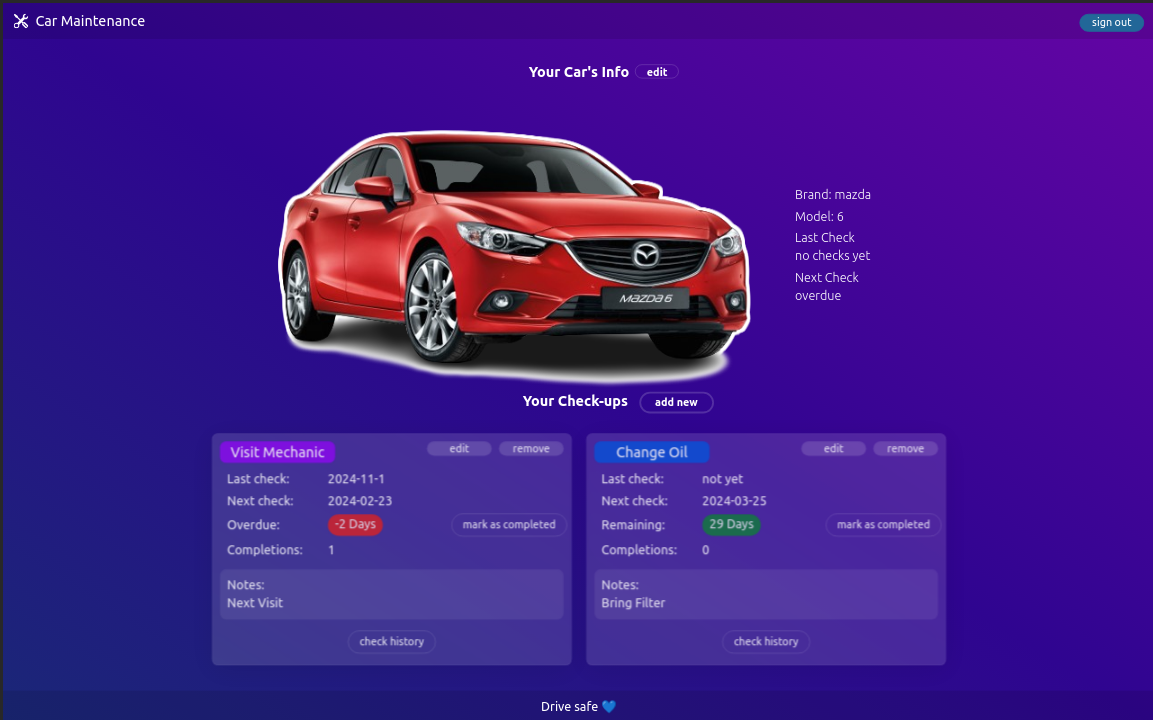 Car Maintenance
sign out
Your Car's Info edit
MAZDA 6
Brand: mazda
Model: 6
Last Check
no checks yet
Next Check
overdue
Your Check-ups add new
Visit Mechanic edit remove
Last check: 2024-11-1
Next check: 2024-02-23
Overdue: -2 Days mark as completed
Completions: 1
Notes:
Next Visit
check history
Change Oil edit remove
Last check: not yet
Next check: 2024-03-25
Remaining: 29 Days mark as completed
Completions: 0
Notes:
Bring Filter
check history
Drive safe 💙